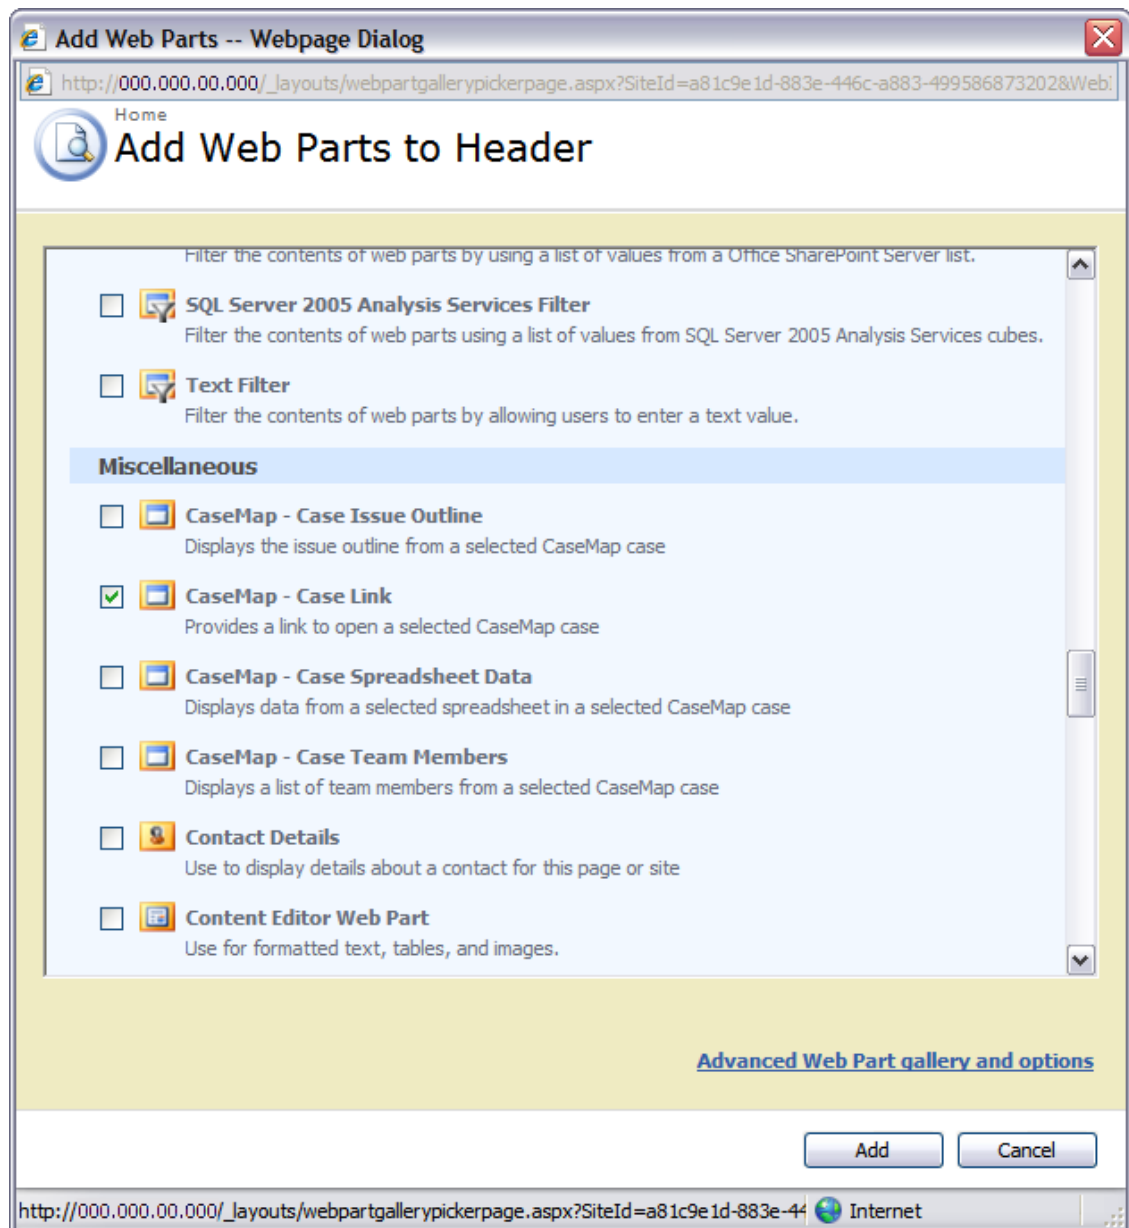 Add Web Parts -- Webpage Dialog
http://000.000.00.000/_layouts/webpartgallerypickerpage.aspx?SiteId=a81c9e1d-883e-446c-a883-499586873202&Web
Home
Add Web Parts to Header
Filter the contents of web parts by using a list of values from a Office SharePoint Server list.
SQL Server 2005 Analysis Services Filter
Filter the contents of web parts using a list of values from SQL Server 2005 Analysis Services cubes.
Text Filter
Filter the contents of web parts by allowing users to enter a text value.
Miscellaneous
CaseMap - Case Issue Outline
Displays the issue outline from a selected CaseMap case
CaseMap - Case Link
Provides a link to open a selected CaseMap case
CaseMap - Case Spreadsheet Data
Displays data from a selected spreadsheet in a selected CaseMap case
CaseMap - Case Team Members
Displays a list of team members from a selected CaseMap case
Contact Details
Use to display details about a contact for this page or site
Content Editor Web Part
Use for formatted text, tables, and images.
Advanced Web Part gallery and options
Add Cancel
http://000.000.00.000/_layouts/webpartgallerypickerpage.aspx?SiteId=a81c9e1d-883e-44 Internet